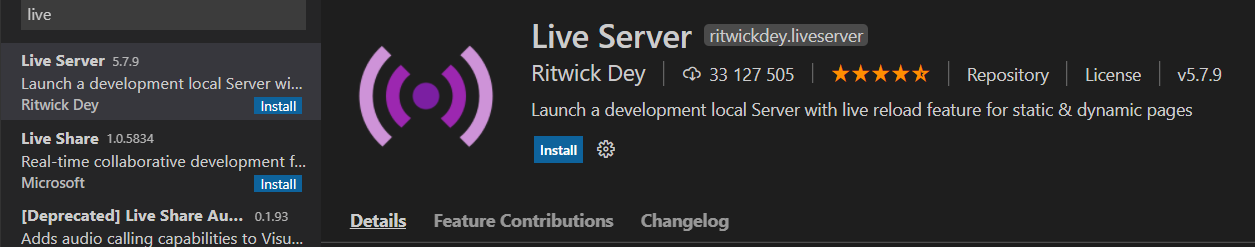 live
Live Server 5.7.9
Launch a development local Server wi...
Ritwick Dey Install
Live Share 1.0.5834
Real-time collaborative development f...
Microsoft Install
[Deprecated] Live Share Au... 0.1.93
Adds audio calling capabilities to Visu...
Live Server ritwickdey.liveserver
Ritwick Dey 33 127 505 Repository License v5.7.9
Launch a development local Server with live reload feature for static & dynamic pages
Install
Details Feature Contributions Changelog